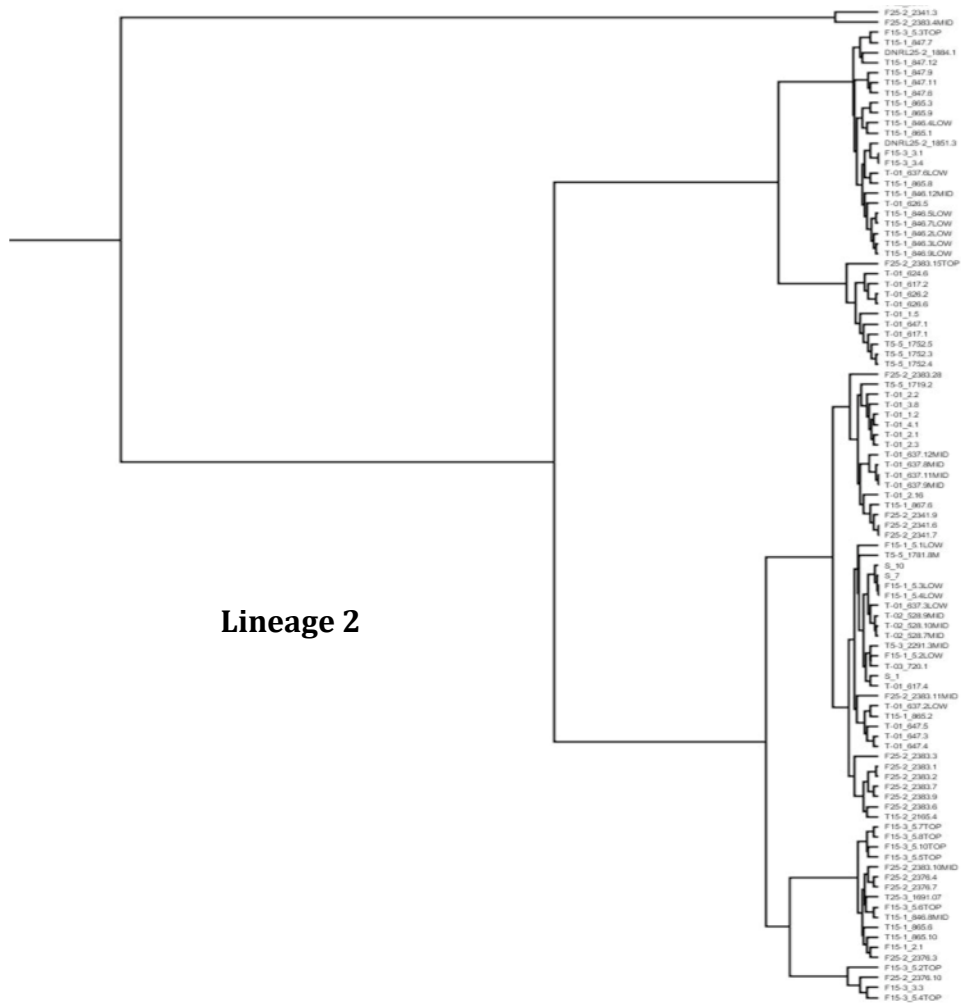 F25-2_2341.3
F25-2_2383.4MID
F15-3_5.3TOP
T15-1_847.7
DNRL25-2_1884.1
T15-1_847.12
T15-1_847.9
T15-1_847.11
T15-1_847.6
T15-1_865.3
T15-1_865.9
T15-1_846.4LOW
T15-1_865.1
DNRL25-2_1851.3
F15-3_3.1
F15-3_3.4
T-01_637.6LOW
T15-1_865.8
T15-1_846.12MID
T-01_626.5
T15-1_846.5LOW
T15-1_846.7LOW
T15-1_846.2LOW
T15-1_846.3LOW
T15-1_846.9LOW
F25-2_2383.15TOP
T-01_624.6
T-01_617.2
T-01_626.2
T-01_626.6
T-01_1.5
T-01_647.1
T-01_617.1
T5-5_1752.5
T5-5_1752.3
T5-5_1752.4
F25-2_2383.28
T5-5_1719.2
T-01_2.2
T-01_3.8
T-01_1.2
T-01_4.1
T-01_2.1
T-01_2.3
T-01_637.12MID
T-01_637.8MID
T-01_637.11MID
T-01_637.9MID
T-01_2.16
T15-1_867.6
F25-2_2341.9
F25-2_2341.6
F25-2_2341.7
F15-1_5.1LOW
T5-5_1781.8M
S_10
S_7
F15-1_5.3LOW
F15-1_5.4LOW
T-01_637.3LOW
T-02_528.9MID
T-02_528.10MID
T-02_528.7MID
T5-3_2291.3MID
F15-1_5.2LOW
T-03_720.1
S_1
T-01_617.4
F25-2_2383.11MID
T-01_637.2LOW
T15-1_865.2
T-01_647.5
T-01_647.3
T-01_647.4
F25-2_2383.3
F25-2_2383.1
F25-2_2383.2
F25-2_2383.7
F25-2_2383.9
F25-2_2383.6
T15-2_2165.4
F15-3_5.7TOP
F15-3_5.8TOP
F15-3_5.10TOP
F15-3_5.5TOP
F25-2_2383.10MID
F25-2_2376.4
F25-2_2376.7
T25-3_1691.07
F15-3_5.6TOP
T15-1_846.8MID
T15-1_865.6
T15-1_865.10
F15-1_2.1
F25-2_2376.3
F15-3_5.2TOP
F25-2_2376.10
F15-3_3.3
F15-3_5.4TOP
Lineage 2